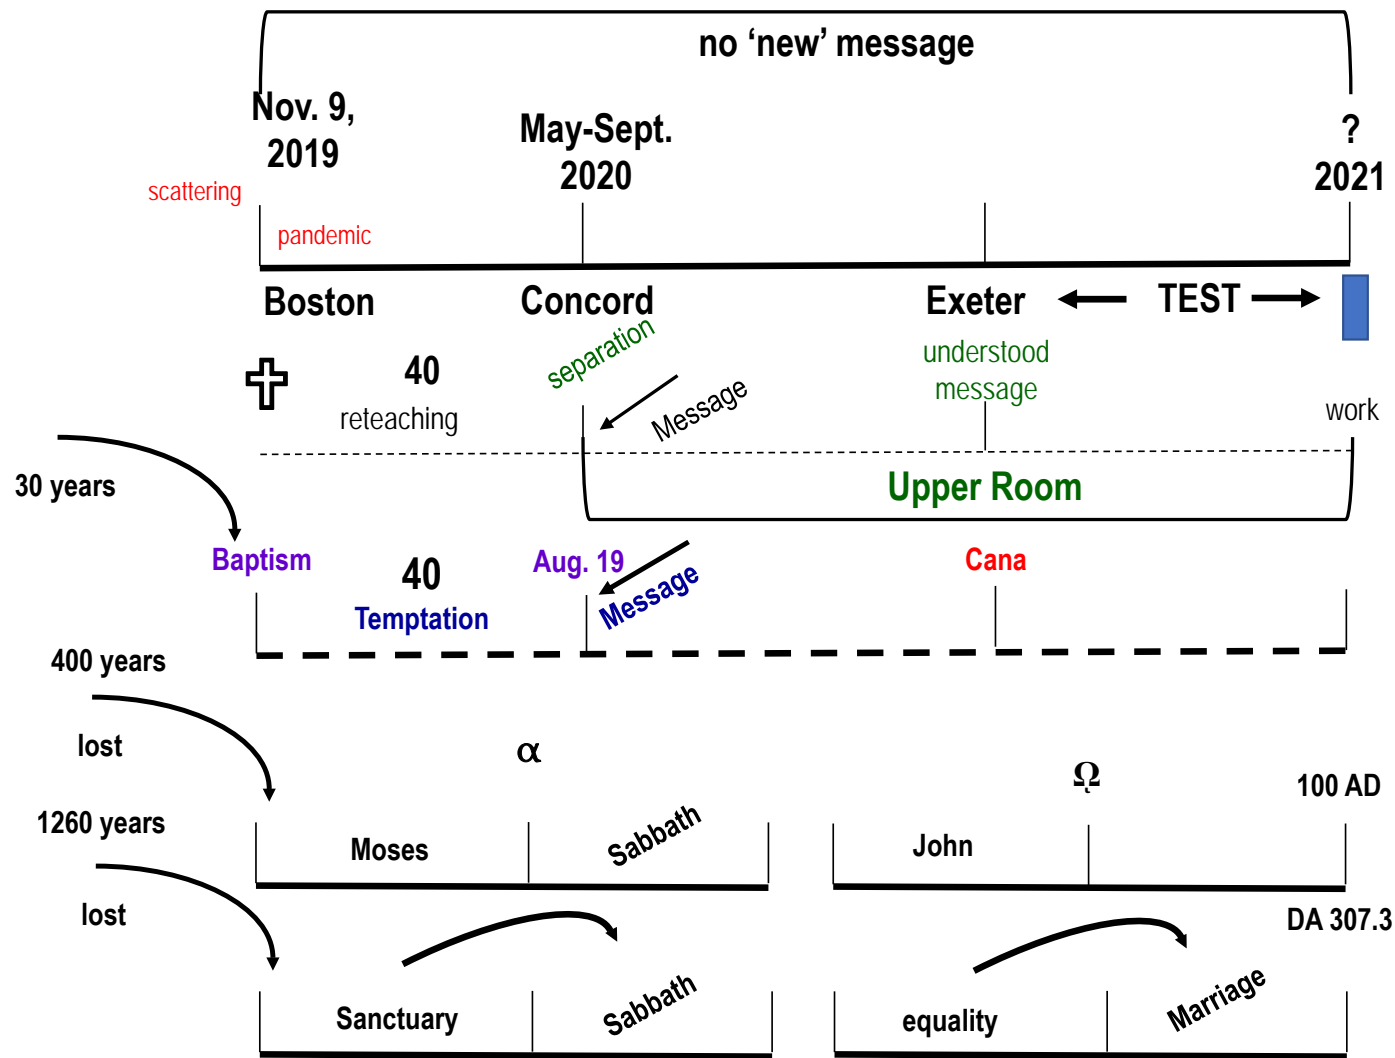 no ‘new’ message
Nov. 9,
2019
May-Sept.
2020
?
2021
scattering
pandemic
Boston
Concord
Exeter
TEST
separation
understood
message
40
reteaching
Message
work
30 years
Upper Room
Baptism
40
Temptation
Aug. 19
Message
Cana
400 years
lost
α
Ω
100 AD
1260 years
Moses
Sabbath
John
lost
DA 307.3
Sanctuary
Sabbath
equality
Marriage